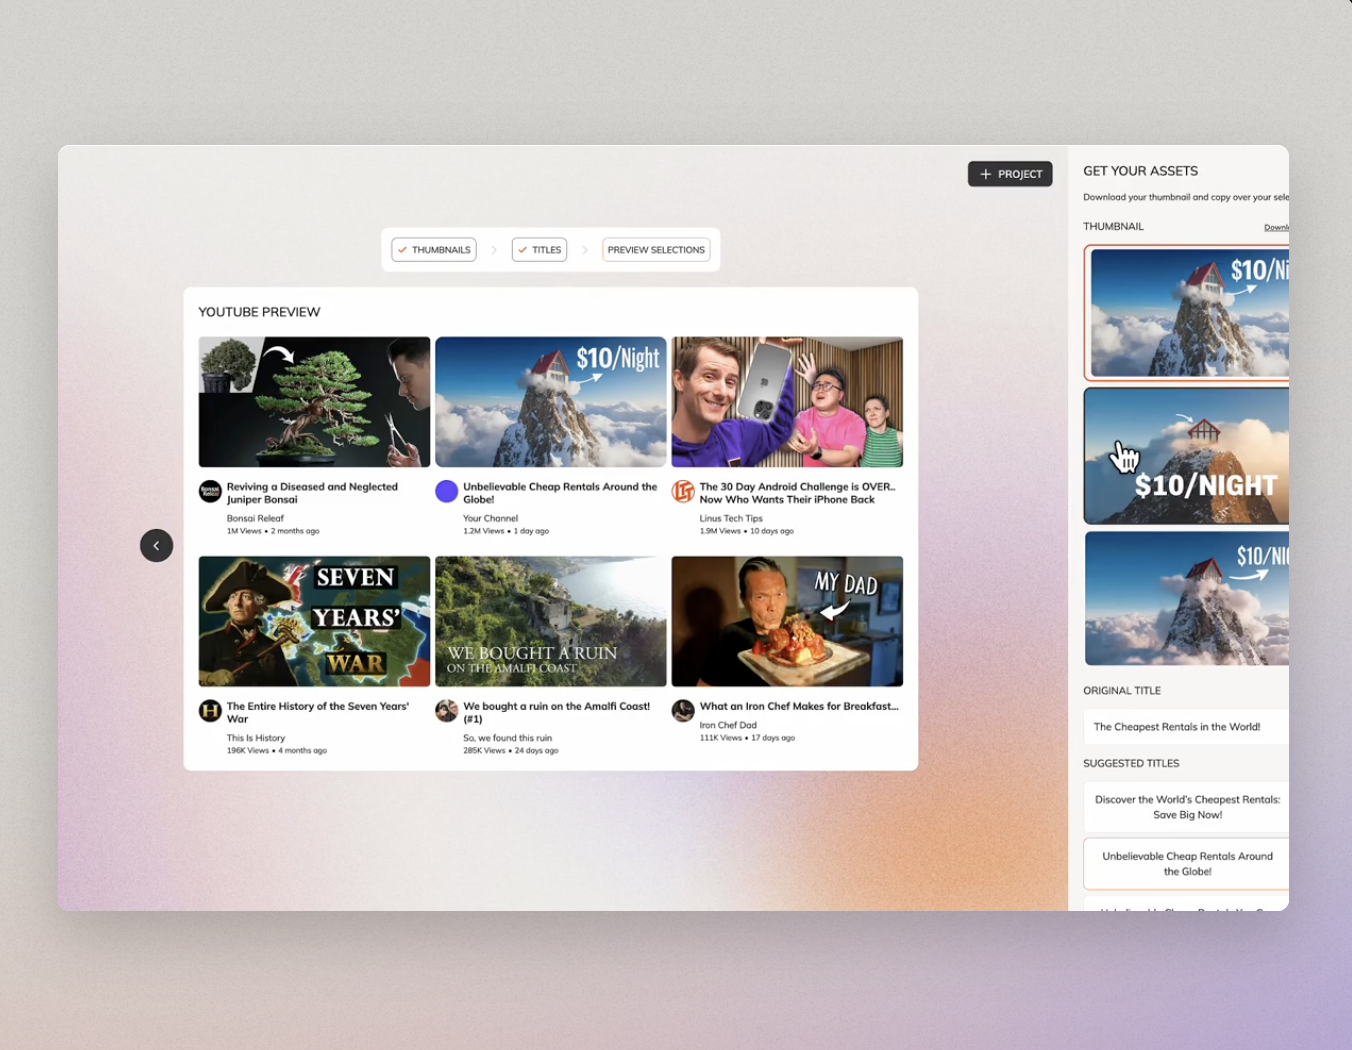 + PROJECT
THUMBNAILS
TITLES
PREVIEW SELECTIONS
YOUTUBE PREVIEW
$10/Night
Reviving a Diseased and Neglected
Juniper Bonsai
Bonsai Releaf
1M Views • 2 months ago
Unbelievable Cheap Rentals Around the
Globe!
Your Channel
1.2M Views • 1 day ago
The 30 Day Android Challenge is OVER..
Now Who Wants Their iPhone Back
Linus Tech Tips
1.9M Views • 10 days ago
SEVEN
YEARS'
WAR
WE BOUGHT A RUIN
ON THE AMALFI COAST
MY DAD
The Entire History of the Seven Years'
War
This Is History
196K Views • 4 months ago
We bought a ruin on the Amalfi Coast!
(#1)
So, we found this ruin
285K Views • 24 days ago
What an Iron Chef Makes for Breakfast...
Iron Chef Dad
111K Views • 17 days ago
GET YOUR ASSETS
Download your thumbnail and copy over your sele
THUMBNAIL
Downl
$10/Ni
$10/NIGHT
$10/NI
ORIGINAL TITLE
The Cheapest Rentals in the World!
SUGGESTED TITLES
Discover the World's Cheapest Rentals:
Save Big Now!
Unbelievable Cheap Rentals Around
the Globe!